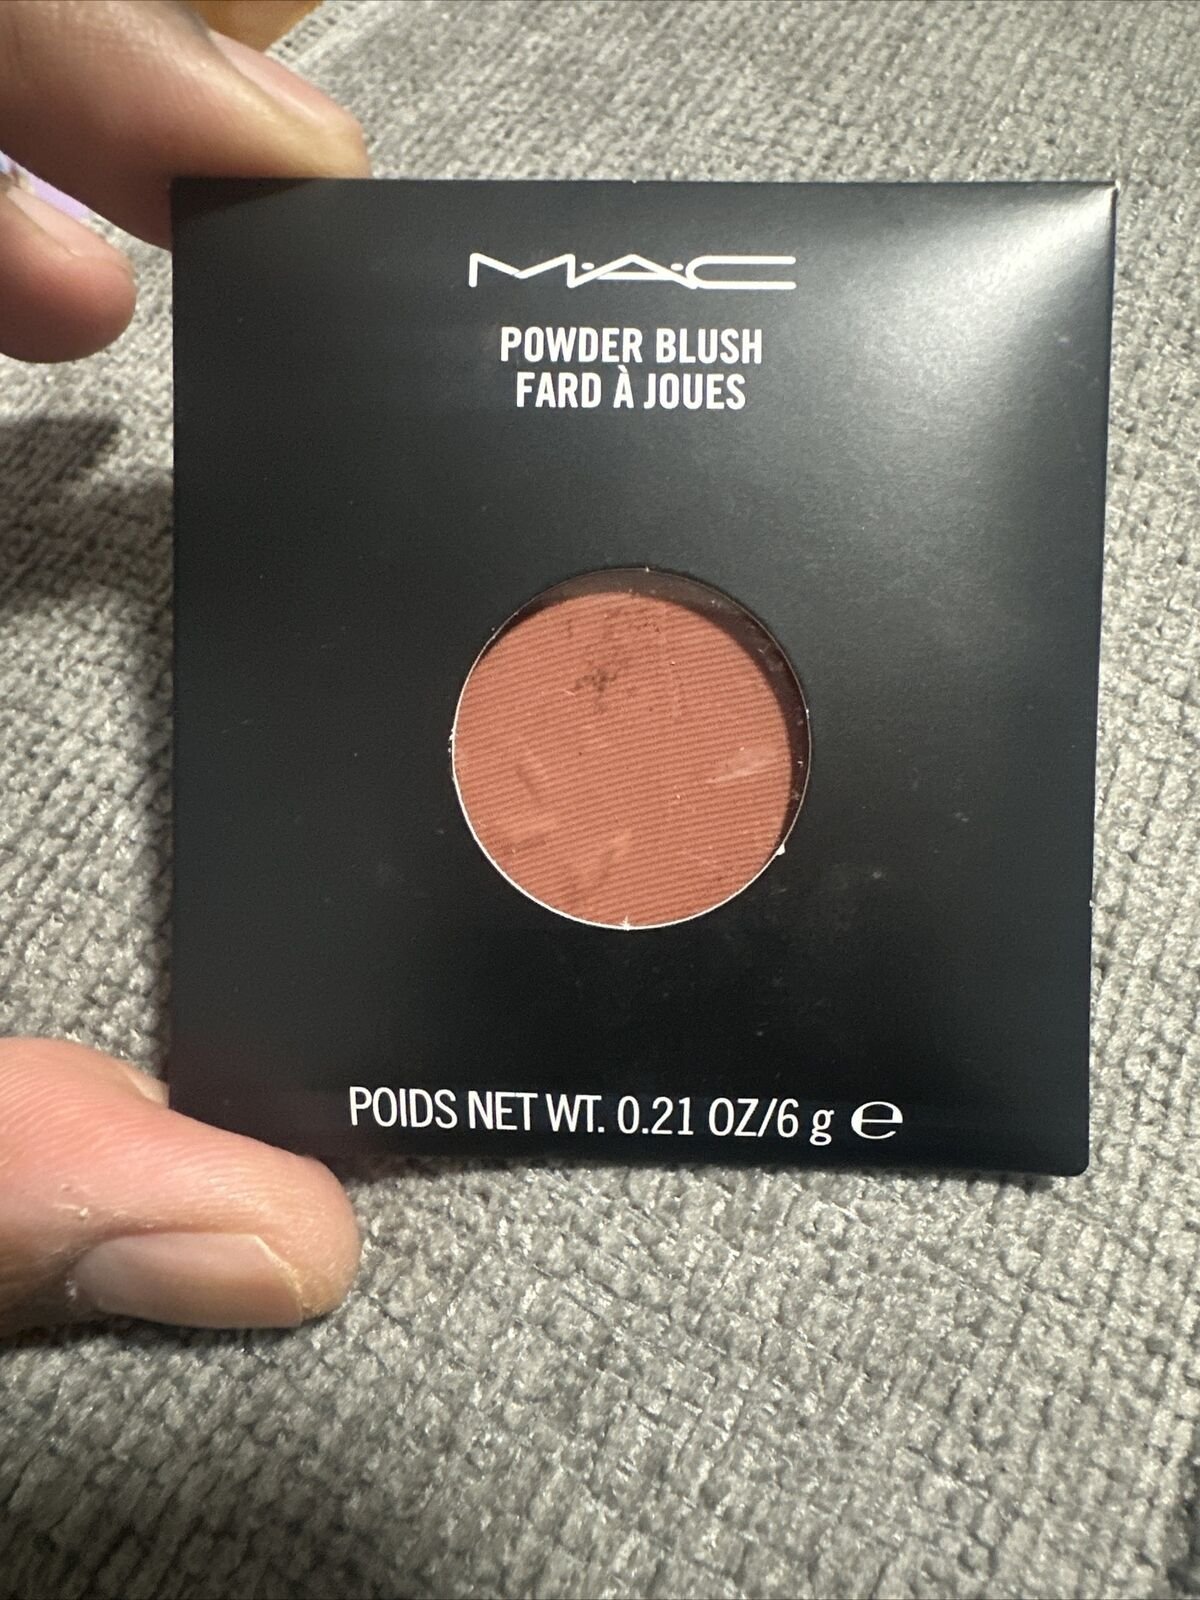 M·A·C
POWDER BLUSH
FARD À JOUES
POIDS NET WT. 0.21 OZ/6 g ℮